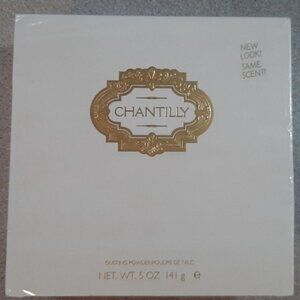 NEW
LOOK!
SAME
SCENT!
CHANTILLY
DUSTING POWDER/POUDRE DE TALC
NET. WT. 5 OZ 141 g e